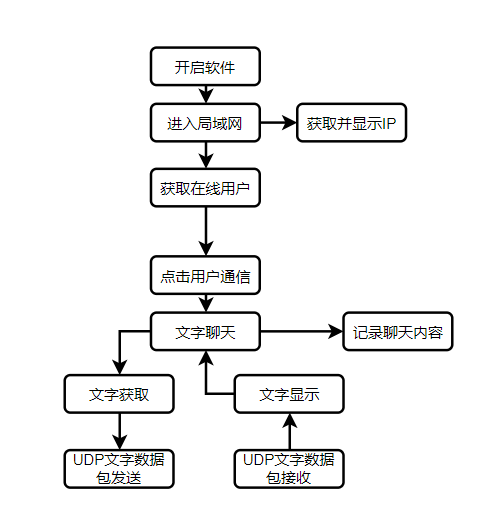 开启软件
进入局域网
获取并显示IP
获取在线用户
点击用户通信
文字聊天
记录聊天内容
文字获取
文字显示
UDP文字数据
包发送
UDP文字数据
包接收